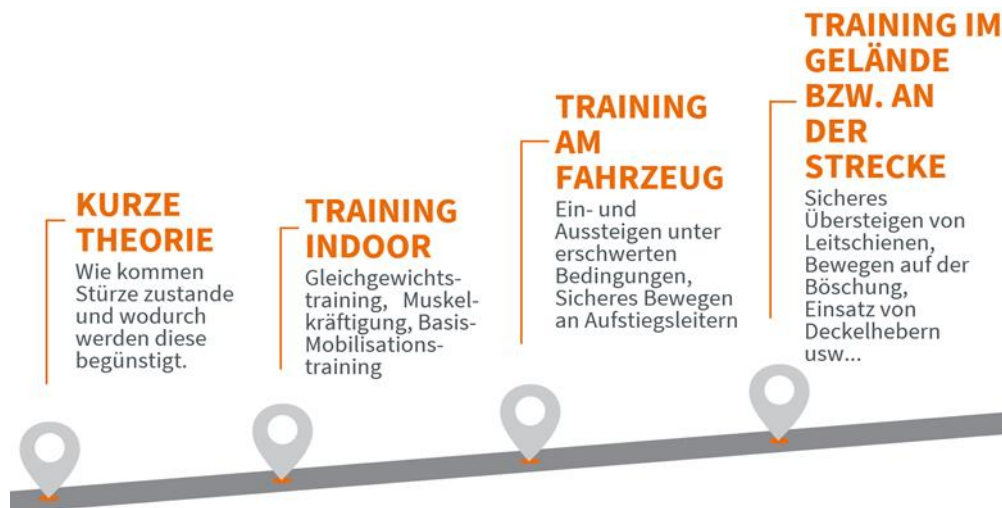 KURZE
THEORIE
Wie kommen
Stürze zustande
und wodurch
werden diese
begünstigt.
TRAINING
INDOOR
Gleichgewichts-
training, Muskel-
kräftigung, Basis-
Mobilisations-
training
TRAINING
AM
FAHRZEUG
Ein- und
Aussteigen unter
erschwerten
Bedingungen,
Sicheres Bewegen
an Aufstiegsleitern
TRAINING IM
GELÄNDE
BZW. AN
DER
STRECKE
Sicheres
Übersteigen von
Leitschienen,
Bewegen auf der
Böschung,
Einsatz von
Deckelhebern
usw...